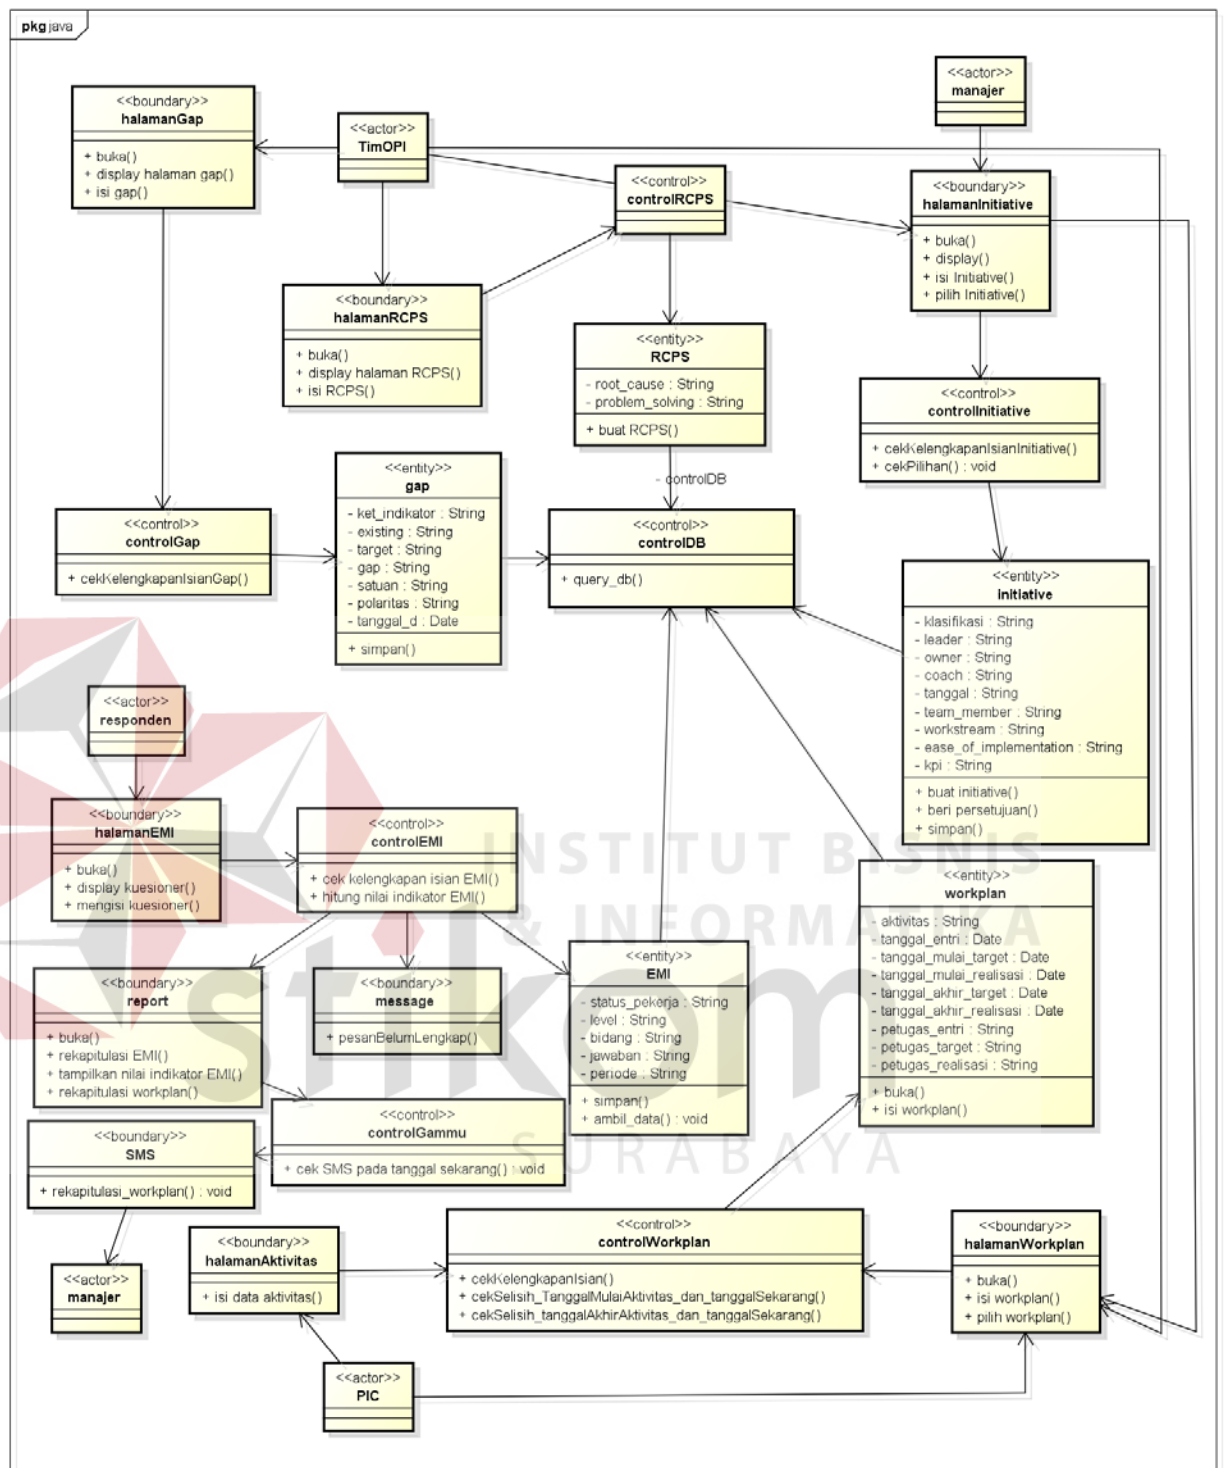 pkg java
<<boundary>>
halamanGap
+ buka()
+ display halaman gap()
+ isi gap()
<<actor>>
TimOPI
<<actor>>
manajer
<<control>>
controlRCPS
<<boundary>>
halamanInitiative
+ buka()
+ display()
+ isi Initiative()
+ pilih Initiative()
<<boundary>>
halamanRCPS
+ buka()
+ display halaman RCPS()
+ isi RCPS()
<<entity>>
RCPS
- root_cause : String
- problem_solving : String
+ buat RCPS()
<<control>>
controlInitiative
+ cekKelengkapanIsianInitiative()
+ cekPilihan() : void
<<entity>>
gap
- ket_indikator : String
- existing : String
- target : String
- gap : String
- satuan : String
- polaritas : String
- tanggal_d : Date
+ simpan()
- controlDB
<<control>>
controlGap
+ cekKelengkapanIsianGap()
<<control>>
controlDB
+ query_db()
<<entity>>
initiative
- klasifikasi : String
- leader : String
- owner : String
- coach : String
- tanggal : String
- team_member : String
- workstream : String
- ease_of_implementation : String
- kpi : String
+ buat initiative()
+ beri persetujuan()
+ simpan()
<<actor>>
responden
<<boundary>>
halamanEMI
+ buka()
+ display kuesioner()
+ mengisi kuesioner()
<<control>>
controlEMI
+ cek kelengkapan isian EMI()
+ hitung nilai indikator EMI()
INSTITUT BISNIS
& INFORMATIKA
stikom
SURABAYA
<<entity>>
workplan
- aktivitas : String
- tanggal_entri : Date
- tanggal_mulai_target : Date
- tanggal_mulai_realisasi : Date
- tanggal_akhir_target : Date
- tanggal_akhir_realisasi : Date
- petugas_entri : String
- petugas_target : String
- petugas_realisasi : String
+ buka()
+ isi workplan()
<<boundary>>
report
+ buka()
+ rekapitulasi EMI()
+ tampilkan nilai indikator EMI()
+ rekapitulasi workplan()
<<boundary>>
message
+ pesanBelumLengkap()
<<entity>>
EMI
- status_pekerja : String
- level : String
- bidang : String
- jawaban : String
- periode : String
+ simpan()
+ ambil_data() : void
<<control>>
controlGammu
+ cek SMS pada tanggal sekarang() : void
<<boundary>>
SMS
+ rekapitulasi_workplan() : void
<<actor>>
manajer
<<boundary>>
halamanAktivitas
+ isi data aktivitas()
<<control>>
controlWorkplan
+ cekKelengkapanIsian()
+ cekSelisih_TanggalMulaiAktivitas_dan_tanggalSekarang()
+ cekSelisih_tanggalAkhirAktivitas_dan_tanggalSekarang()
<<boundary>>
halamanWorkplan
+ buka()
+ isi workplan()
+ pilih workplan()
<<actor>>
PIC